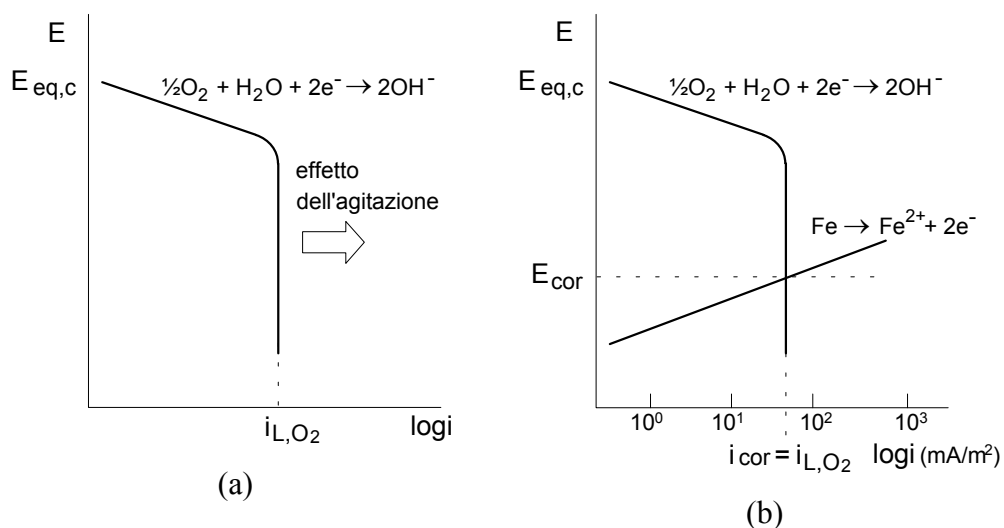 E
E eq,c
½O₂ + H₂O + 2e⁻ → 2OH⁻
effetto
dell'agitazione
i L,O₂
logi
(a)
E
E eq,c
½O₂ + H₂O + 2e⁻ → 2OH⁻
Fe → Fe²⁺ + 2e⁻
E cor
10⁰ 10¹ 10² 10³
i cor = i L,O₂ logi (mA/m²)
(b)